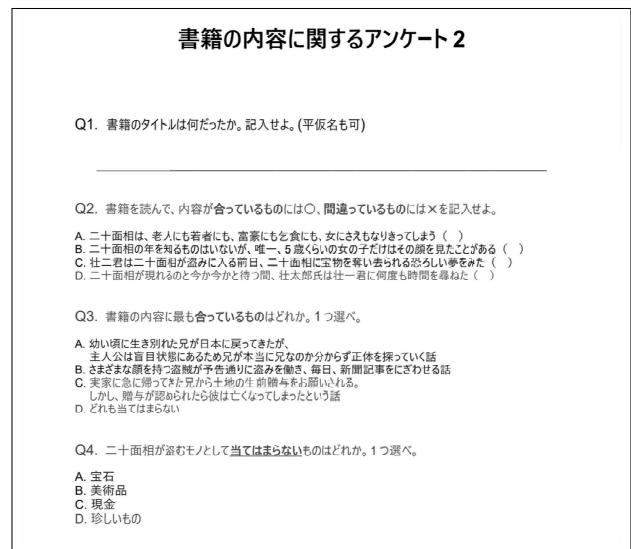 書籍の内容に関するアンケート 2
Q1. 書籍のタイトルは何だったか。記入せよ。(平仮名も可)
Q2. 書籍を読んで、内容が合っているものには〇、間違っているものには×を記入せよ。
A. 二十面相は、老人にも若者にも、富豪にも乞食にも、女にさえもなりきってしまう（　）
B. 二十面相の年を知るものはいないが、唯一、5 歳くらいの女の子だけはその顔を見たことがある（　）
C. 壮二君は二十面相が盗みに入る前日、二十面相に宝物を奪い去られる恐ろしい夢をみた（　）
D. 二十面相が現れるのと今か今かと待つ間、壮太郎氏は壮一君に何度も時間を尋ねた（　）
Q3. 書籍の内容に最も合っているものはどれか。1 つ選べ。
A. 幼い頃に生き別れた兄が日本に戻ってきたが、
主人公は盲目状態にあるため兄が本当に兄なのか分からず正体を探っていく話
B. さまざまな顔を持つ盗賊が予告通りに盗みを働き、毎日、新聞記事をにぎわせる話
C. 実家に急に帰ってきた兄から土地の生前贈与をお願いされる。
しかし、贈与が認められたら彼は亡くなってしまったという話
D. どれも当てはまらない
Q4. 二十面相が盗むモノとして当てはまらないものはどれか。1 つ選べ。
A. 宝石
B. 美術品
C. 現金
D. 珍しいもの